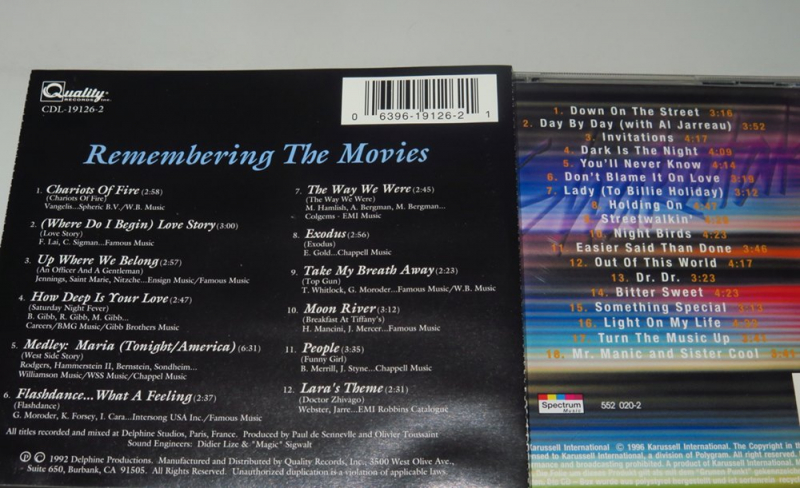 Quality
RECORDS INC.
CDL-19126-2
0 6396-19126-2 1
Remembering The Movies
1. Chariots Of Fire (2:58)
(Chariots Of Fire)
Vangelis...Spheric B.V./W.B. Music
2. (Where Do I Begin) Love Story (3:00)
(Love Story)
F. Lai, C. Sigman...Famous Music
3. Up Where We Belong (2:57)
(An Officer And A Gentleman)
Jennings, Saint Marie, Nitzche...Ensign Music/Famous Music
4. How Deep Is Your Love (2:47)
(Saturday Night Fever)
B. Gibb, R. Gibb, M. Gibb...
Careers/BMG Music/Gibb Brothers Music
5. Medley: Maria (Tonight/America) (6:31)
(West Side Story)
Rodgers, Hammerstein II, Bernstein, Sondheim...
Williamson Music/WSS Music/Chappel Music
6. Flashdance...What A Feeling (2:37)
(Flashdance)
G. Moroder, K. Forsey, I. Cara...Intersong USA Inc./Famous Music
7. The Way We Were (2:45)
(The Way We Were)
M. Hamlish, A. Bergman, M. Bergman...
Colgems - EMI Music
8. Exodus (2:56)
(Exodus)
E. Gold...Chappell Music
9. Take My Breath Away (2:23)
(Top Gun)
T. Whitlock, G. Moroder...Famous Music/W.B. Music
10. Moon River (3:12)
(Breakfast At Tiffany's)
H. Mancini, J. Mercer...Famous Music
11. People (3:35)
(Funny Girl)
B. Merrill, J. Styne...Chappell Music
12. Lara's Theme (2:31)
(Doctor Zhivago)
Webster, Jarre...EMI Robbins Catalogue
All titles recorded and mixed at Delphine Studios, Paris, France. Produced by Paul de Senneville and Olivier Toussaint
Sound Engineers: Didier Lize & "Magic" Sigwalt
Ⓟ © 1992 Delphine Productions. Manufactured and Distributed by Quality Records, Inc., 3500 West Olive Ave.,
Suite 650, Burbank, CA 91505. All Rights Reserved. Unauthorized duplication is a violation of applicable laws.
1. Down On The Street 3:16
2. Day By Day (with Al Jarreau) 3:52
3. Invitations 4:17
4. Dark Is The Night 4:09
5. You'll Never Know 4:14
6. Don't Blame It On Love 3:19
7. Lady (To Billie Holiday) 3:12
8. Holding On
9. Streetwalkin'
10. Night Birds 4:23
11. Easier Said Than Done 3:46
12. Out Of This World 4:17
13. Dr. Dr. 3:23
14. Bitter Sweet 4:23
15. Something Special
16. Light On My Life
17. Turn The Music Up
18. Mr. Manic and Sister Cool
Spectrum
Music
552 020-2
Karussell International © 1996 Karussell International. The Copyright in
to Karussell International, a division of Polygram. All rights
broadcasting prohibited. A product of Karussell International.